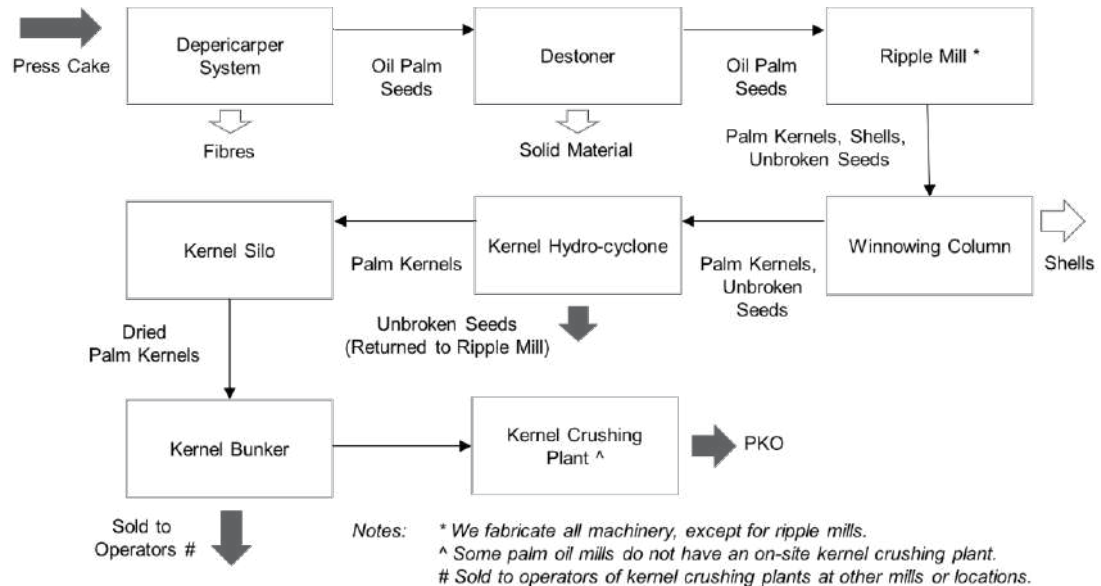 Press Cake
Depericarper
System
Oil Palm
Seeds
Destoner
Oil Palm
Seeds
Ripple Mill *
Fibres
Solid Material
Palm Kernels, Shells,
Unbroken Seeds
Kernel Silo
Palm Kernels
Kernel Hydro-cyclone
Palm Kernels,
Unbroken
Seeds
Winnowing Column
Shells
Dried
Palm Kernels
Unbroken Seeds
(Returned to Ripple Mill)
Kernel Bunker
Kernel Crushing
Plant ^
PKO
Sold to
Operators #
Notes:
* We fabricate all machinery, except for ripple mills.
^ Some palm oil mills do not have an on-site kernel crushing plant.
# Sold to operators of kernel crushing plants at other mills or locations.